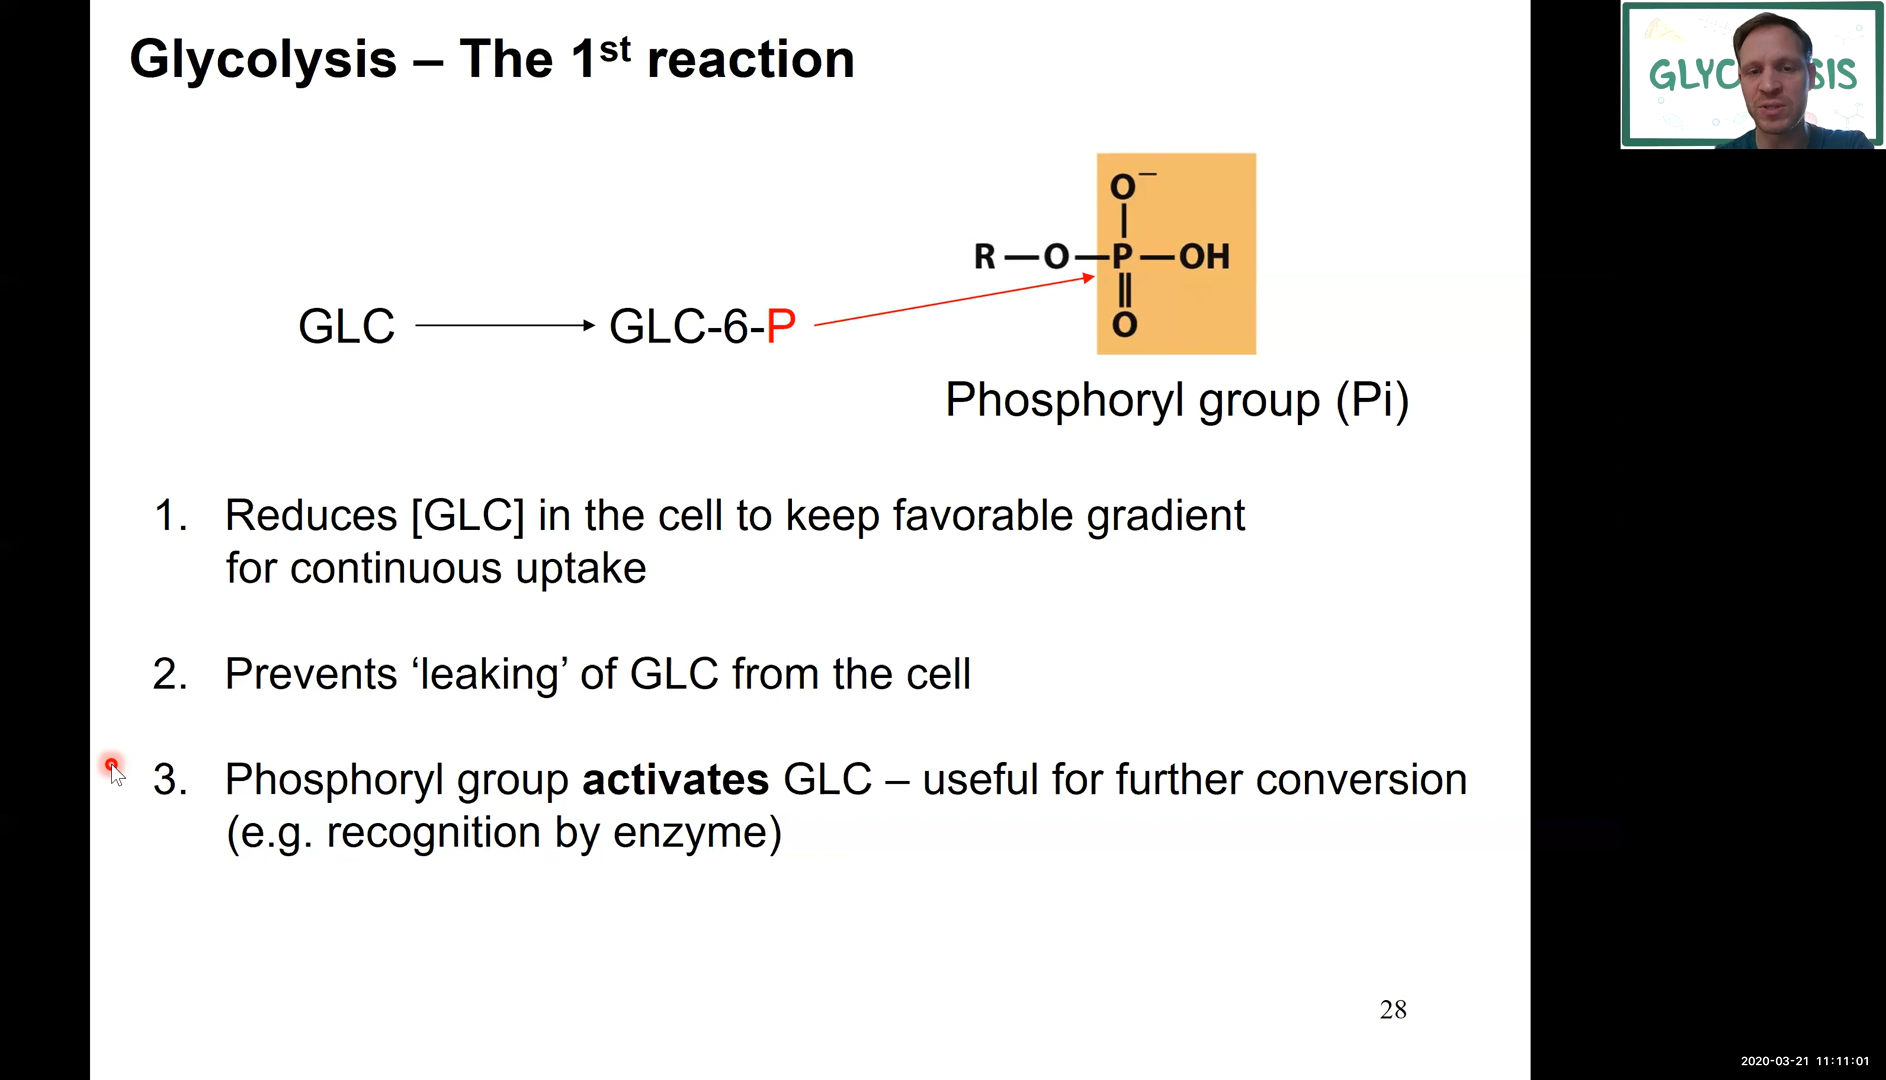 Glycolysis – The 1st reaction
GLYC SIS
O–
R—O—P—OH
O
GLC GLC-6-P
Phosphoryl group (Pi)
1. Reduces [GLC] in the cell to keep favorable gradient
for continuous uptake
2. Prevents ‘leaking’ of GLC from the cell
3. Phosphoryl group activates GLC – useful for further conversion
(e.g. recognition by enzyme)
28
2020-03-21 11:11:01